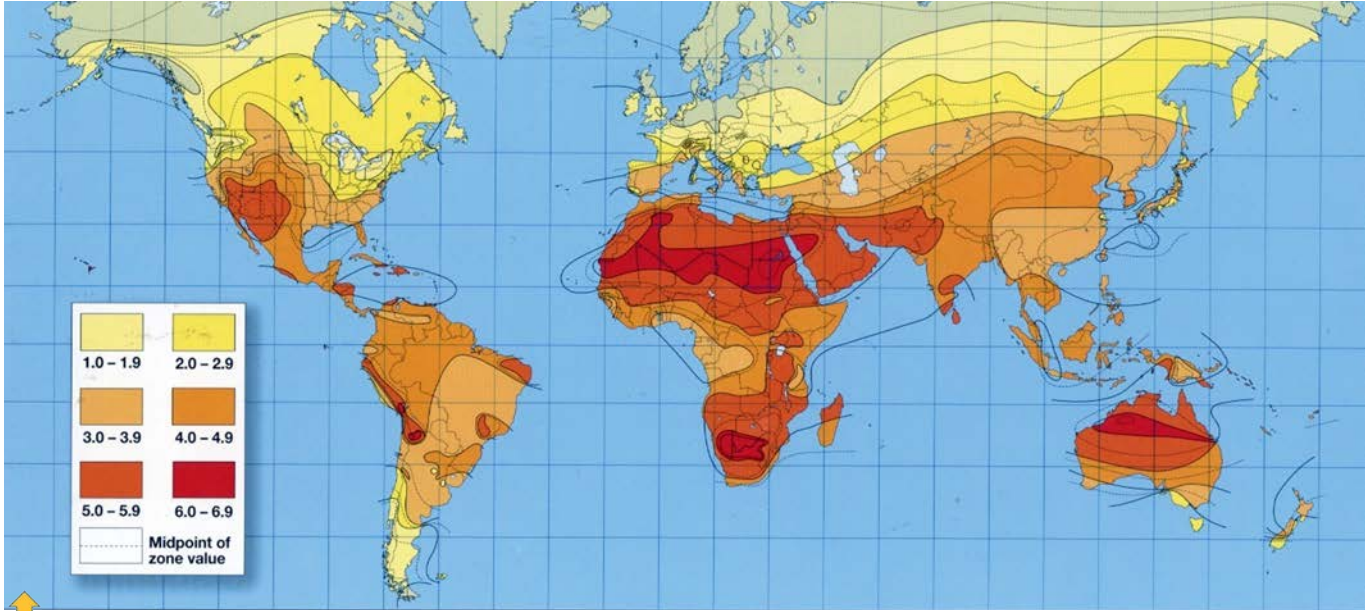 1.0 – 1.9
2.0 – 2.9
3.0 – 3.9
4.0 – 4.9
5.0 – 5.9
6.0 – 6.9
Midpoint of
zone value